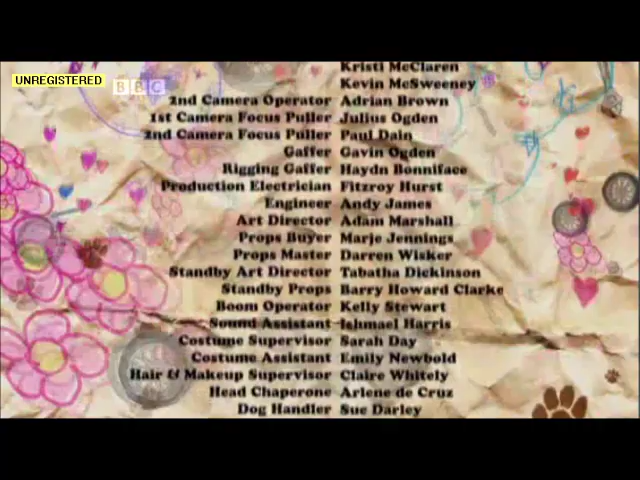 Kristi McClaren
UNREGISTERED
BBC
Kevin McSweeney
2nd Camera Operator Adrian Brown
1st Camera Focus Puller Julius Ogden
2nd Camera Focus Puller Paul Dain
Gaffer Gavin Ogden
Rigging Gaffer Haydn Bonniface
Production Electrician Fitzroy Hurst
Engineer Andy James
Art Director Adam Marshall
Props Buyer Marje Jennings
Props Master Darren Wisker
Standby Art Director Tabatha Dickinson
Standby Props Barry Howard Clarke
Boom Operator Kelly Stewart
Sound Assistant Ishmael Harris
Costume Supervisor Sarah Day
Costume Assistant Emily Newbold
Hair & Makeup Supervisor Claire Whitely
Head Chaperone Arlene de Cruz
Dog Handler Sue Darley